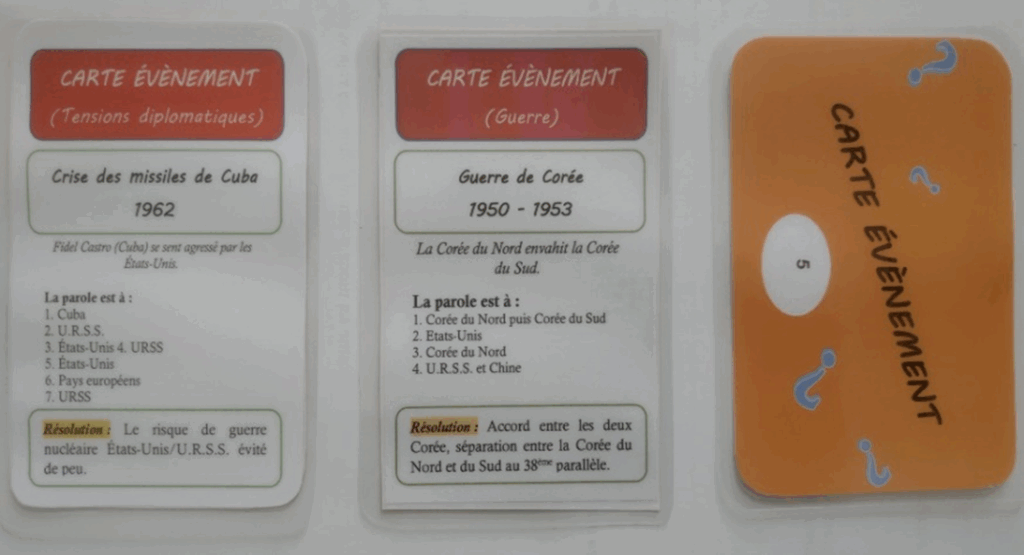 CARTE ÉVÈNEMENT
(Tensions diplomatiques)
Crise des missiles de Cuba
1962
Fidel Castro (Cuba) se sent agressé par les
États-Unis.
La parole est à :
1. Cuba
2. U.R.S.S.
3. États-Unis 4. URSS
5. États-Unis
6. Pays européens
7. URSS
Résolution : Le risque de guerre
nucléaire États-Unis/U.R.S.S. évité
de peu.
CARTE ÉVÈNEMENT
(Guerre)
Guerre de Corée
1950 - 1953
La Corée du Nord envahit la Corée
du Sud.
La parole est à :
1. Corée du Nord puis Corée du Sud
2. Etats-Unis
3. Corée du Nord
4. U.R.S.S. et Chine
Résolution : Accord entre les deux
Corée, séparation entre la Corée du
Nord et du Sud au 38ème parallèle.
CARTE ÉVÈNEMENT
5